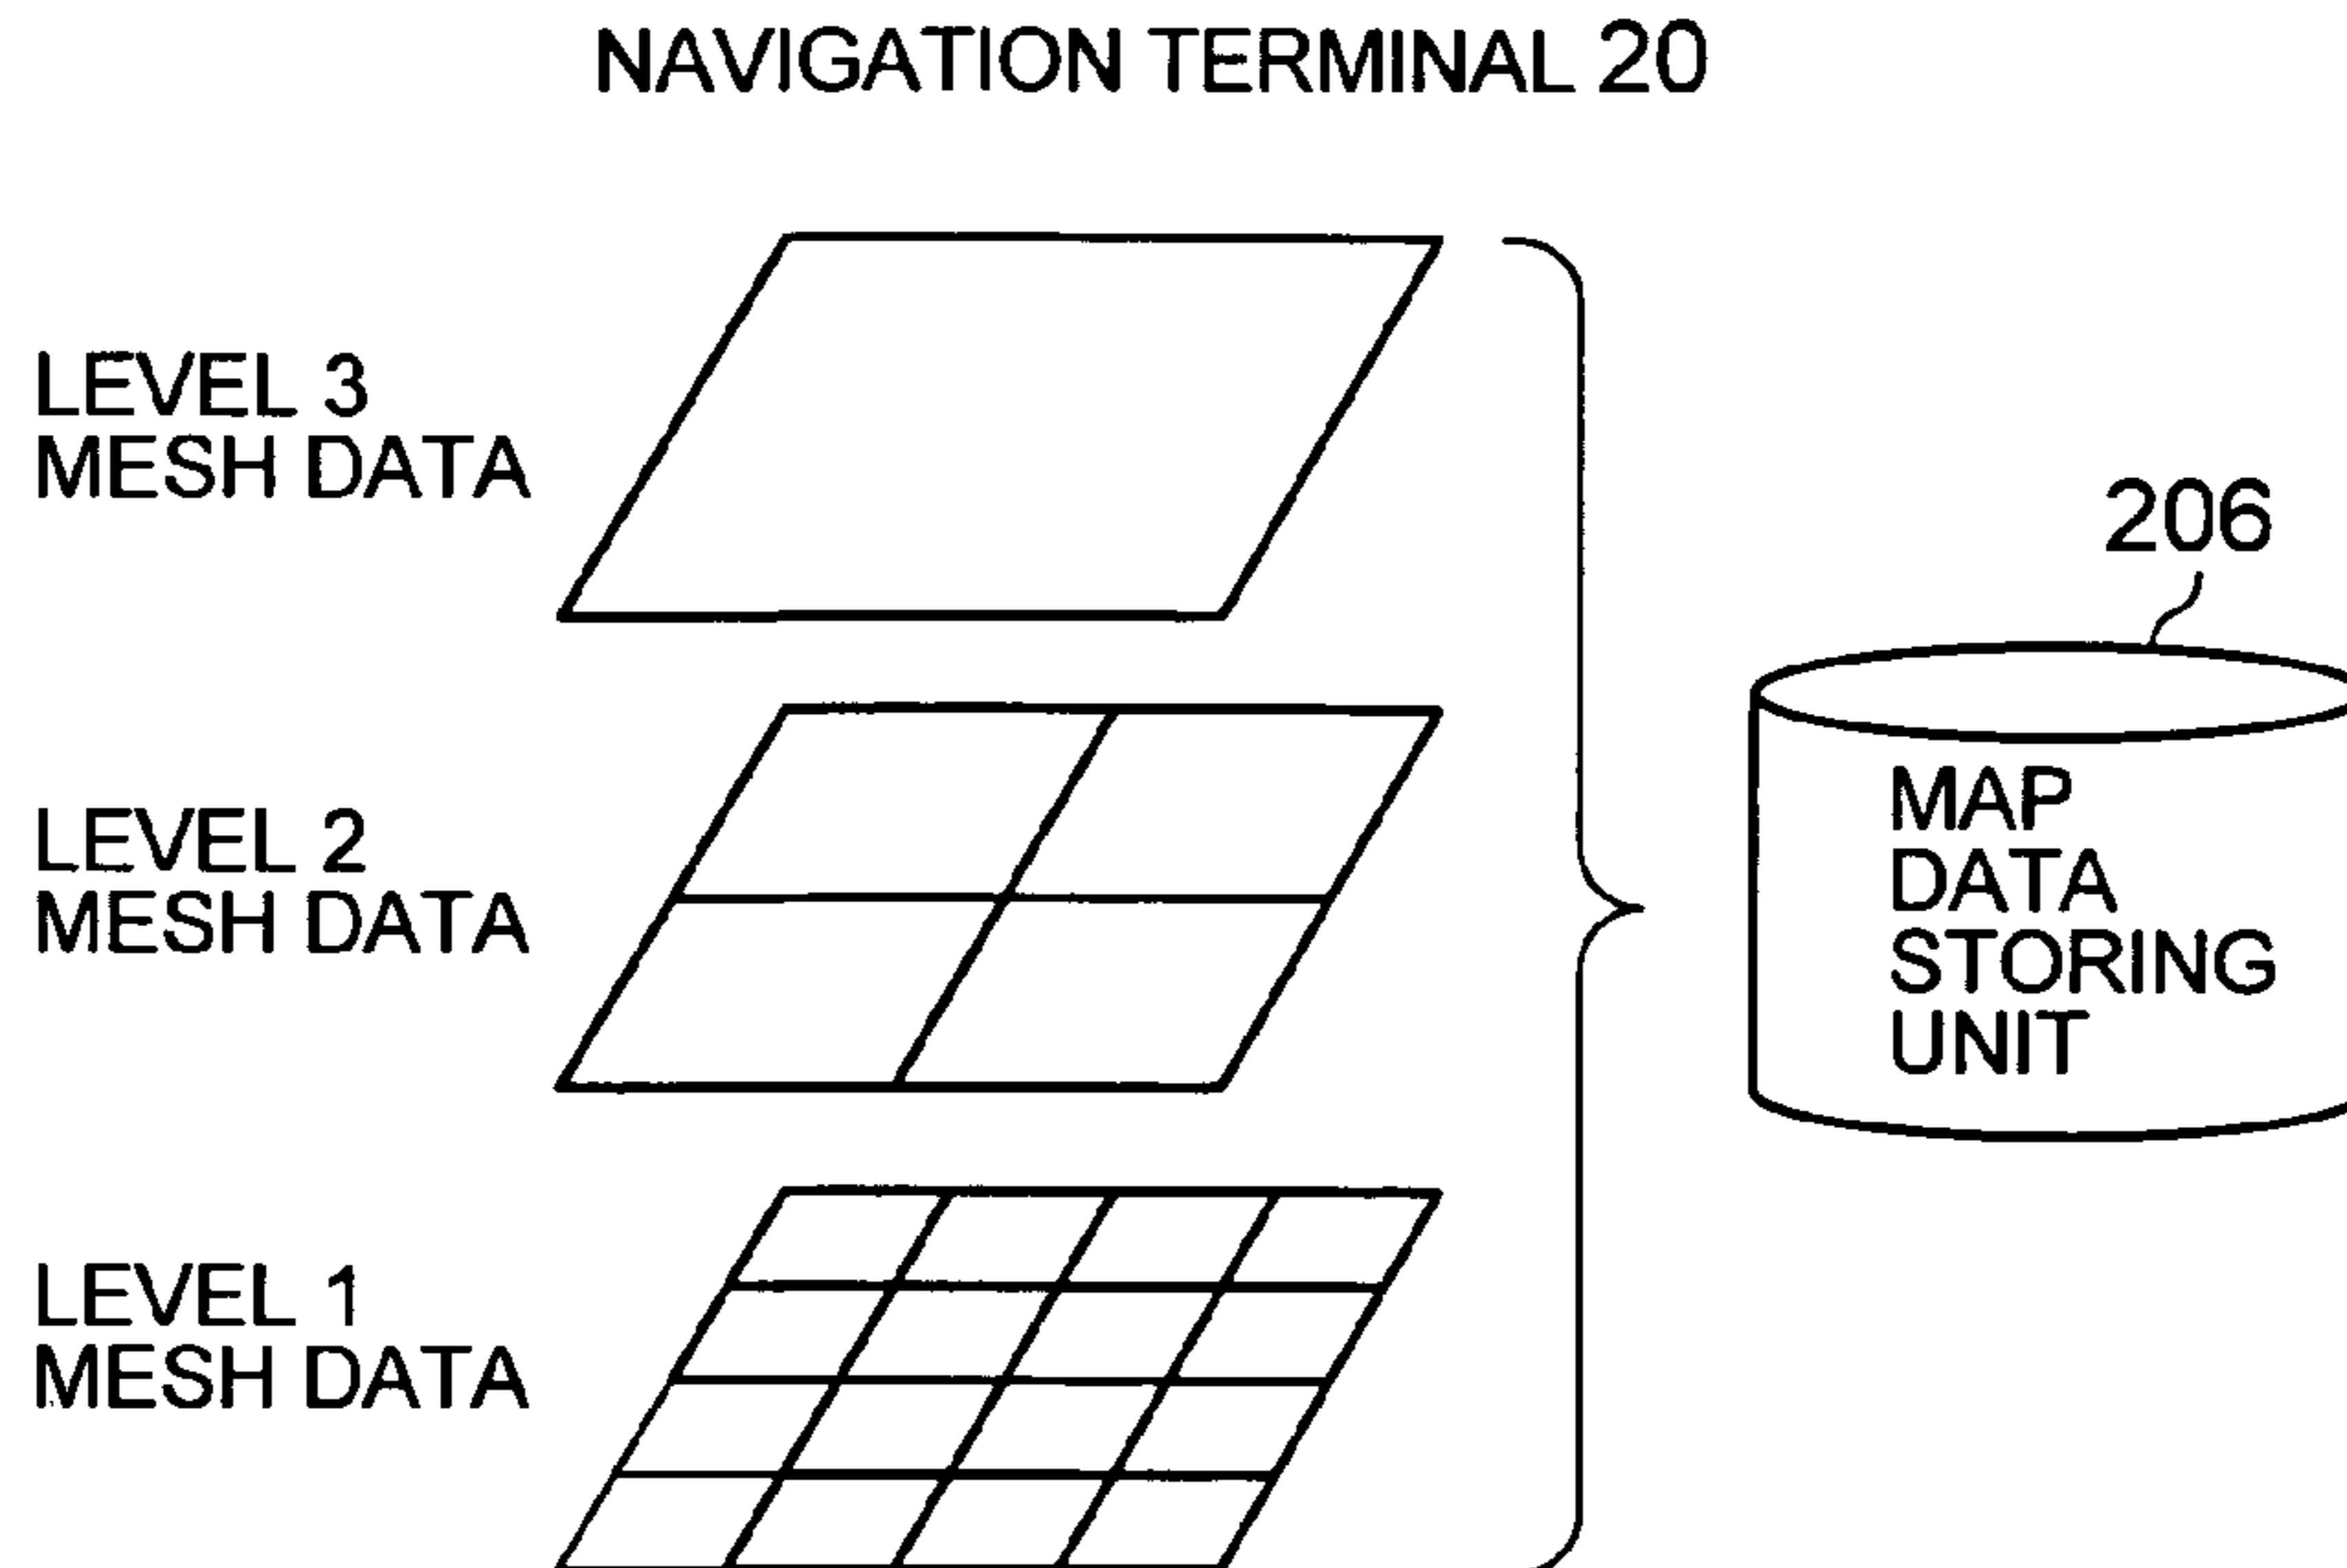 NAVIGATION TERMINAL 20
LEVEL 3
MESH DATA
206
LEVEL 2
MESH DATA
MAP
DATA
STORING
UNIT
LEVEL 1
MESH DATA